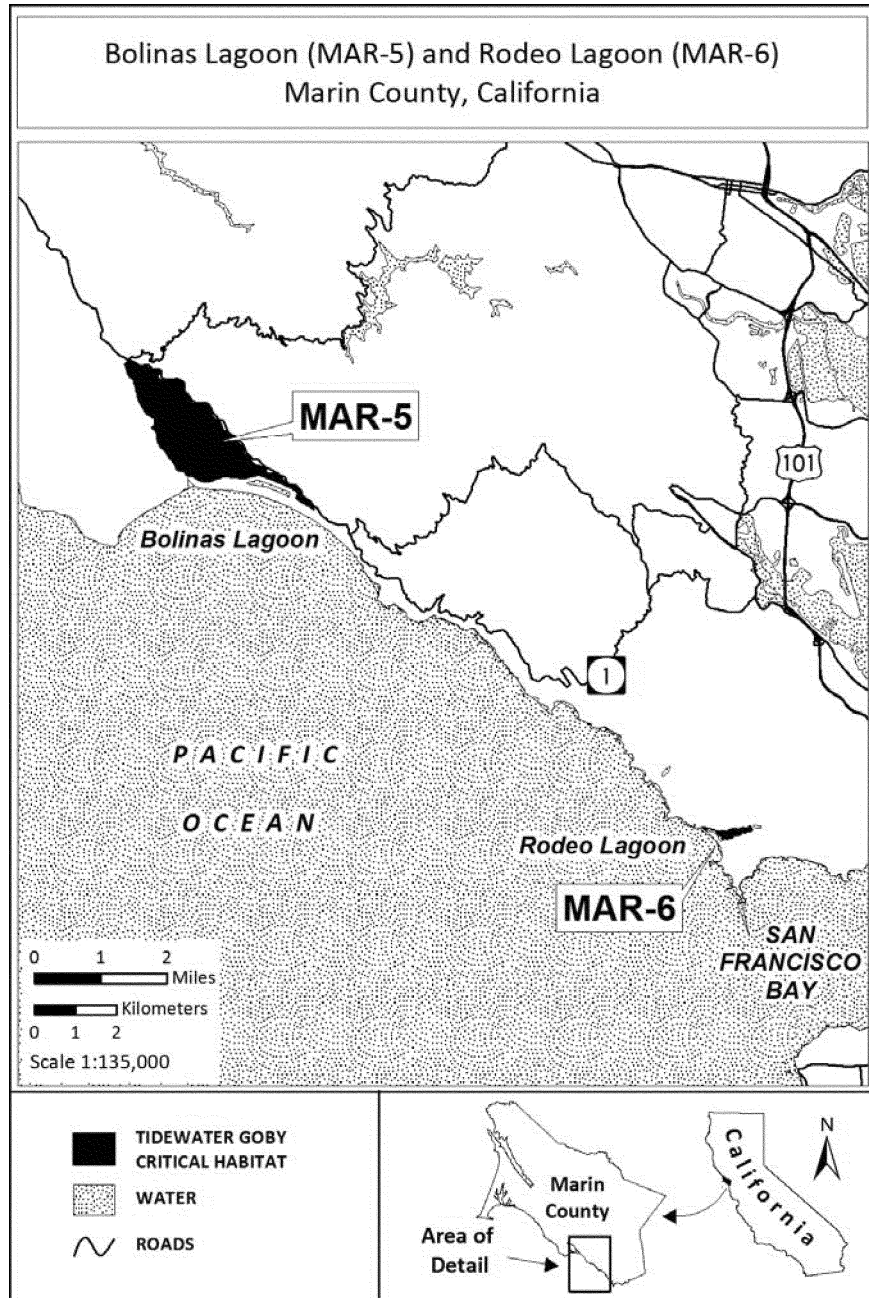 Bolinas Lagoon (MAR-5) and Rodeo Lagoon (MAR-6)
Marin County, California
MAR-5
101
Bolinas Lagoon
1
PACIFIC
OCEAN
Rodeo Lagoon
MAR-6
SAN
FRANCISCO
BAY
0 1 2
Miles
Kilometers
0 1 2
Scale 1:135,000
TIDEWATER GOBY
CRITICAL HABITAT
WATER
ROADS
Marin
County
Area of
Detail
California
N